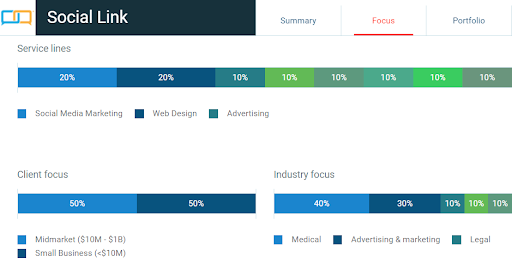 Social Link
Summary
Focus
Portfolio
Service lines
20% 20% 10% 10% 10% 10% 10% 10%
Social Media Marketing Web Design Advertising
Client focus
50% 50%
Midmarket ($10M - $1B)
Small Business (<$10M)
Industry focus
40% 30% 10% 10% 10%
Medical Advertising & marketing Legal